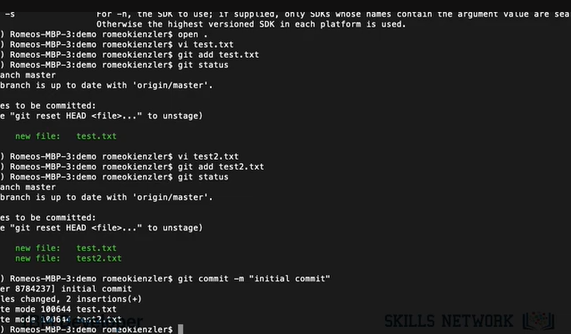 -s For -n, the SDK to use; if supplied, only SDKs whose names contain the argument value are sea
Otherwise the highest versioned SDK in each platform is used.
) Romeos-MBP-3:demo romeokienzler$ open .
) Romeos-MBP-3:demo romeokienzler$ vi test.txt
) Romeos-MBP-3:demo romeokienzler$ git add test.txt
) Romeos-MBP-3:demo romeokienzler$ git status
anch master
branch is up to date with 'origin/master'.
es to be committed:
e "git reset HEAD <file>..." to unstage)
new file: test.txt
) Romeos-MBP-3:demo romeokienzler$ vi test2.txt
) Romeos-MBP-3:demo romeokienzler$ git add test2.txt
) Romeos-MBP-3:demo romeokienzler$ git status
anch master
branch is up to date with 'origin/master'.
es to be committed:
e "git reset HEAD <file>..." to unstage)
new file: test.txt
new file: test2.txt
) Romeos-MBP-3:demo romeokienzler$ git commit -m "initial commit"
er 8784237] initial commit
les changed, 2 insertions(+)
te mode 100644 test.txt
te mode 100644 test2.txt
) Romeos-MBP-3:demo romeokienzler$
SKILLS NETWORK